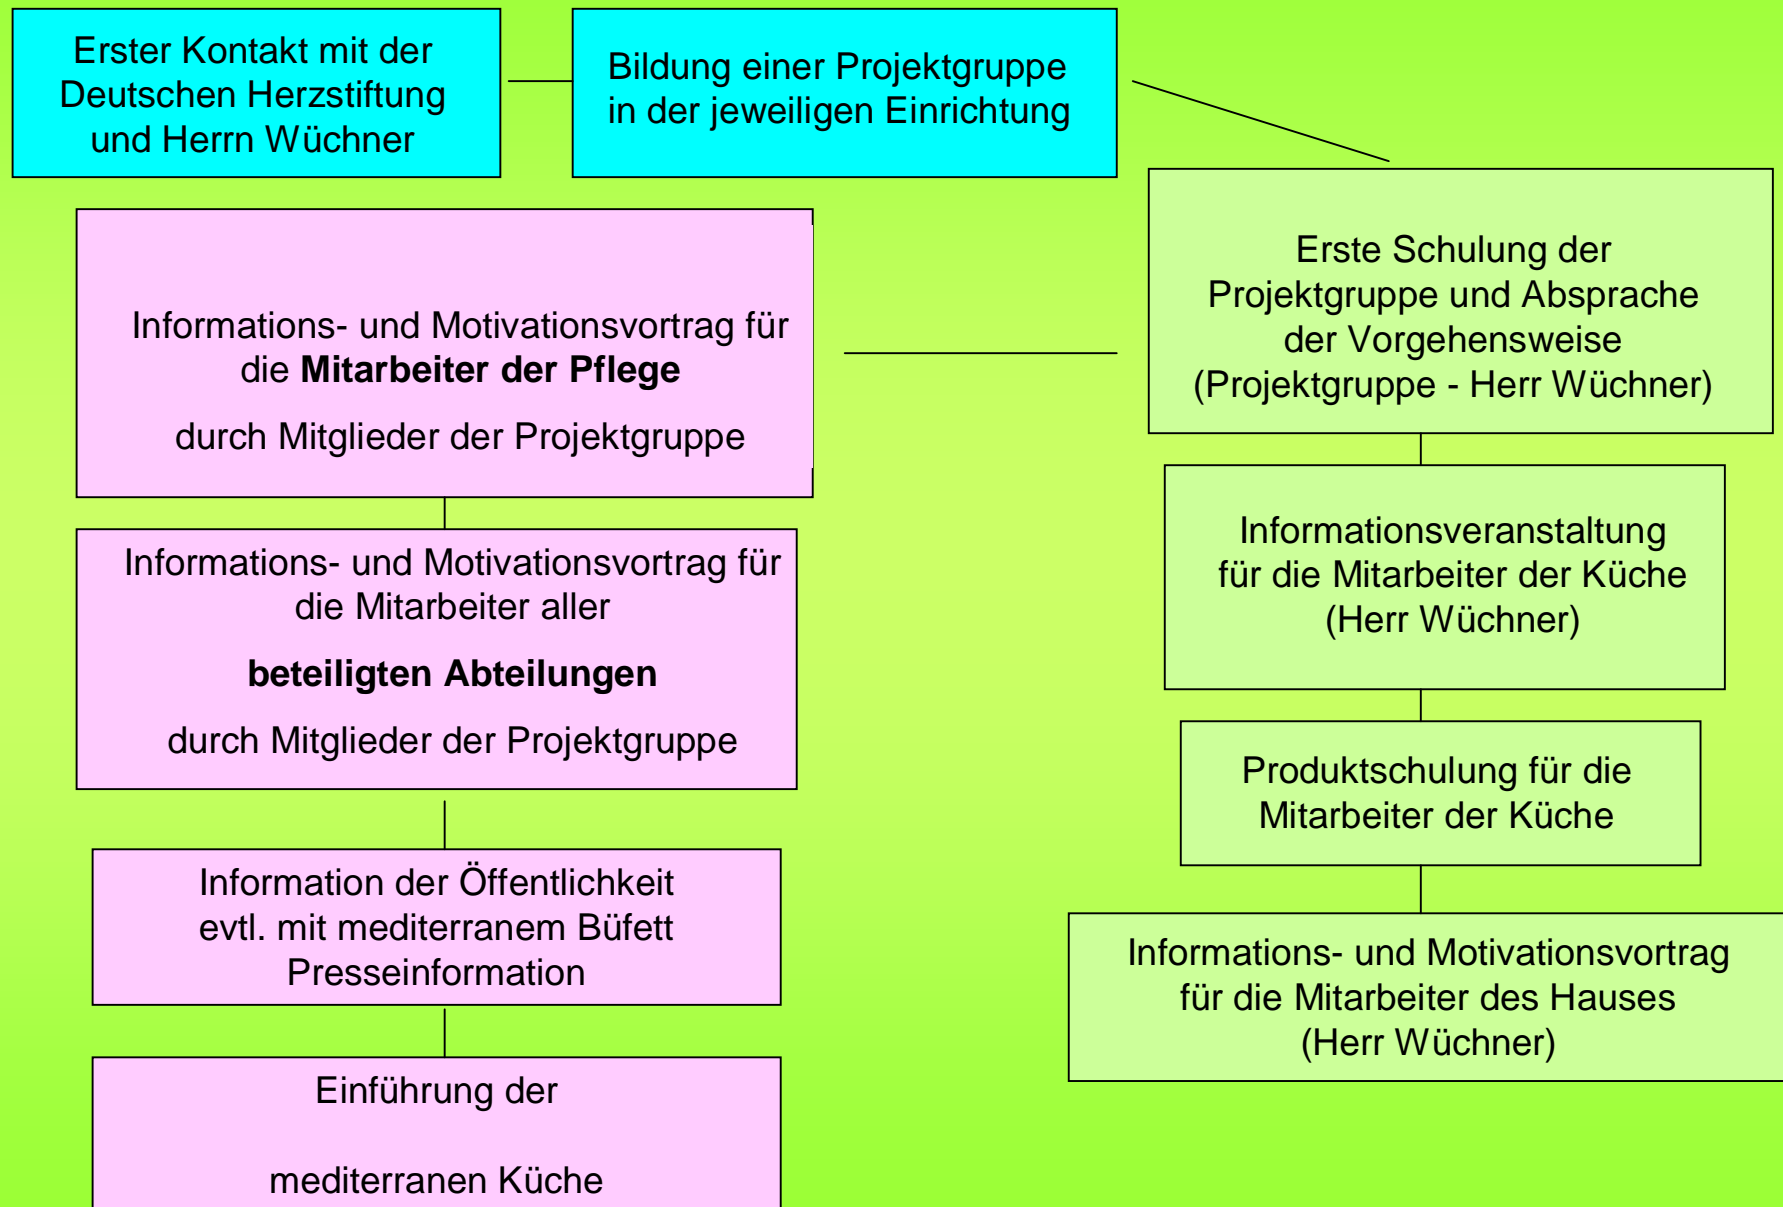 Erster Kontakt mit der
Deutschen Herzstiftung
und Herrn Wüchner
Bildung einer Projektgruppe
in der jeweiligen Einrichtung
Erste Schulung der
Projektgruppe und Absprache
der Vorgehensweise
(Projektgruppe - Herr Wüchner)
Informationsveranstaltung
für die Mitarbeiter der Küche
(Herr Wüchner)
Produktschulung für die
Mitarbeiter der Küche
Informations- und Motivationsvortrag
für die Mitarbeiter des Hauses
(Herr Wüchner)
Informations- und Motivationsvortrag für
die Mitarbeiter der Pflege
durch Mitglieder der Projektgruppe
Informations- und Motivationsvortrag für
die Mitarbeiter aller
beteiligten Abteilungen
durch Mitglieder der Projektgruppe
Information der Öffentlichkeit
evtl. mit mediterranem Büfett
Presseinformation
Einführung der
mediterranen Küche